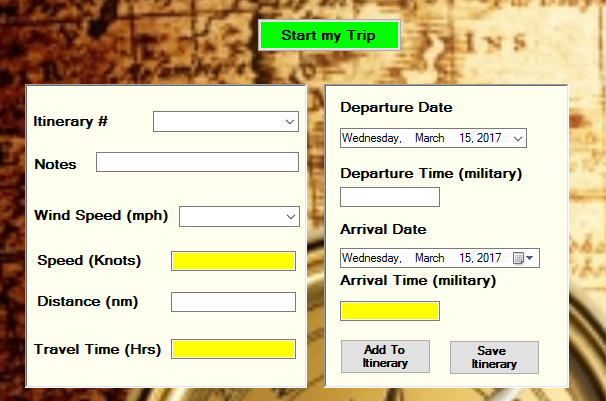 Start my Trip
Itinerary #
Notes
Wind Speed (mph)
Speed (Knots)
Distance (nm)
Travel Time (Hrs)
Departure Date
Wednesday, March 15, 2017
Departure Time (military)
Arrival Date
Wednesday, March 15, 2017
Arrival Time (military)
Add To
Itinerary
Save
Itinerary
INS